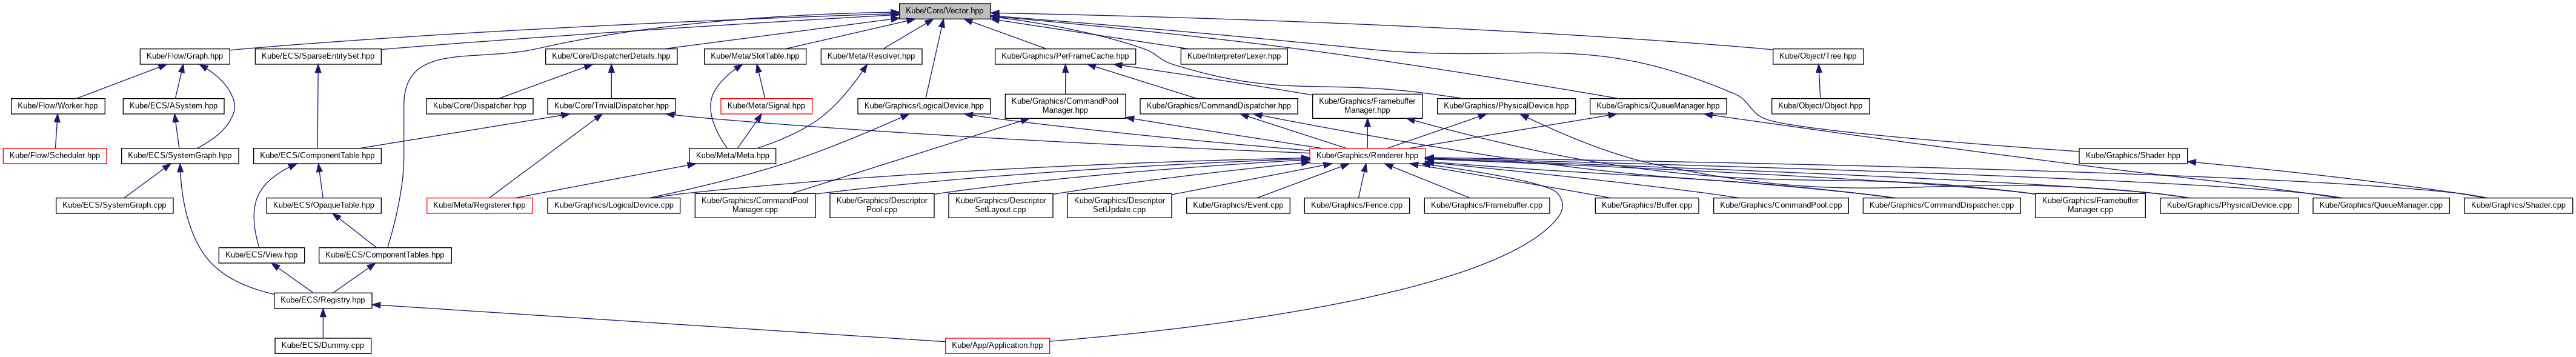 Kube/Core/Vector.hpp
Kube/Flow/Graph.hpp
Kube/ECS/SparseEntitySet.hpp
Kube/Core/DispatcherDetails.hpp
Kube/Meta/SlotTable.hpp
Kube/Meta/Resolver.hpp
Kube/Graphics/PerFrameCache.hpp
Kube/Interpreter/Lexer.hpp
Kube/Object/Tree.hpp
Kube/Flow/Worker.hpp
Kube/ECS/ASystem.hpp
Kube/Core/Dispatcher.hpp
Kube/Core/TrivialDispatcher.hpp
Kube/Meta/Signal.hpp
Kube/Graphics/LogicalDevice.hpp
Kube/Graphics/CommandPool
Manager.hpp
Kube/Graphics/CommandDispatcher.hpp
Kube/Graphics/Framebuffer
Manager.hpp
Kube/Graphics/PhysicalDevice.hpp
Kube/Graphics/QueueManager.hpp
Kube/Object/Object.hpp
Kube/Flow/Scheduler.hpp
Kube/ECS/SystemGraph.hpp
Kube/ECS/ComponentTable.hpp
Kube/Meta/Meta.hpp
Kube/Graphics/Renderer.hpp
Kube/Graphics/Shader.hpp
Kube/ECS/SystemGraph.cpp
Kube/ECS/OpaqueTable.hpp
Kube/Meta/Registerer.hpp
Kube/Graphics/LogicalDevice.cpp
Kube/Graphics/CommandPool
Manager.cpp
Kube/Graphics/Descriptor
Pool.cpp
Kube/Graphics/Descriptor
SetLayout.cpp
Kube/Graphics/Descriptor
SetUpdate.cpp
Kube/Graphics/Event.cpp
Kube/Graphics/Fence.cpp
Kube/Graphics/Framebuffer.cpp
Kube/Graphics/Buffer.cpp
Kube/Graphics/CommandPool.cpp
Kube/Graphics/CommandDispatcher.cpp
Kube/Graphics/Framebuffer
Manager.cpp
Kube/Graphics/PhysicalDevice.cpp
Kube/Graphics/QueueManager.cpp
Kube/Graphics/Shader.cpp
Kube/ECS/View.hpp
Kube/ECS/ComponentTables.hpp
Kube/ECS/Registry.hpp
Kube/ECS/Dummy.cpp
Kube/App/Application.hpp